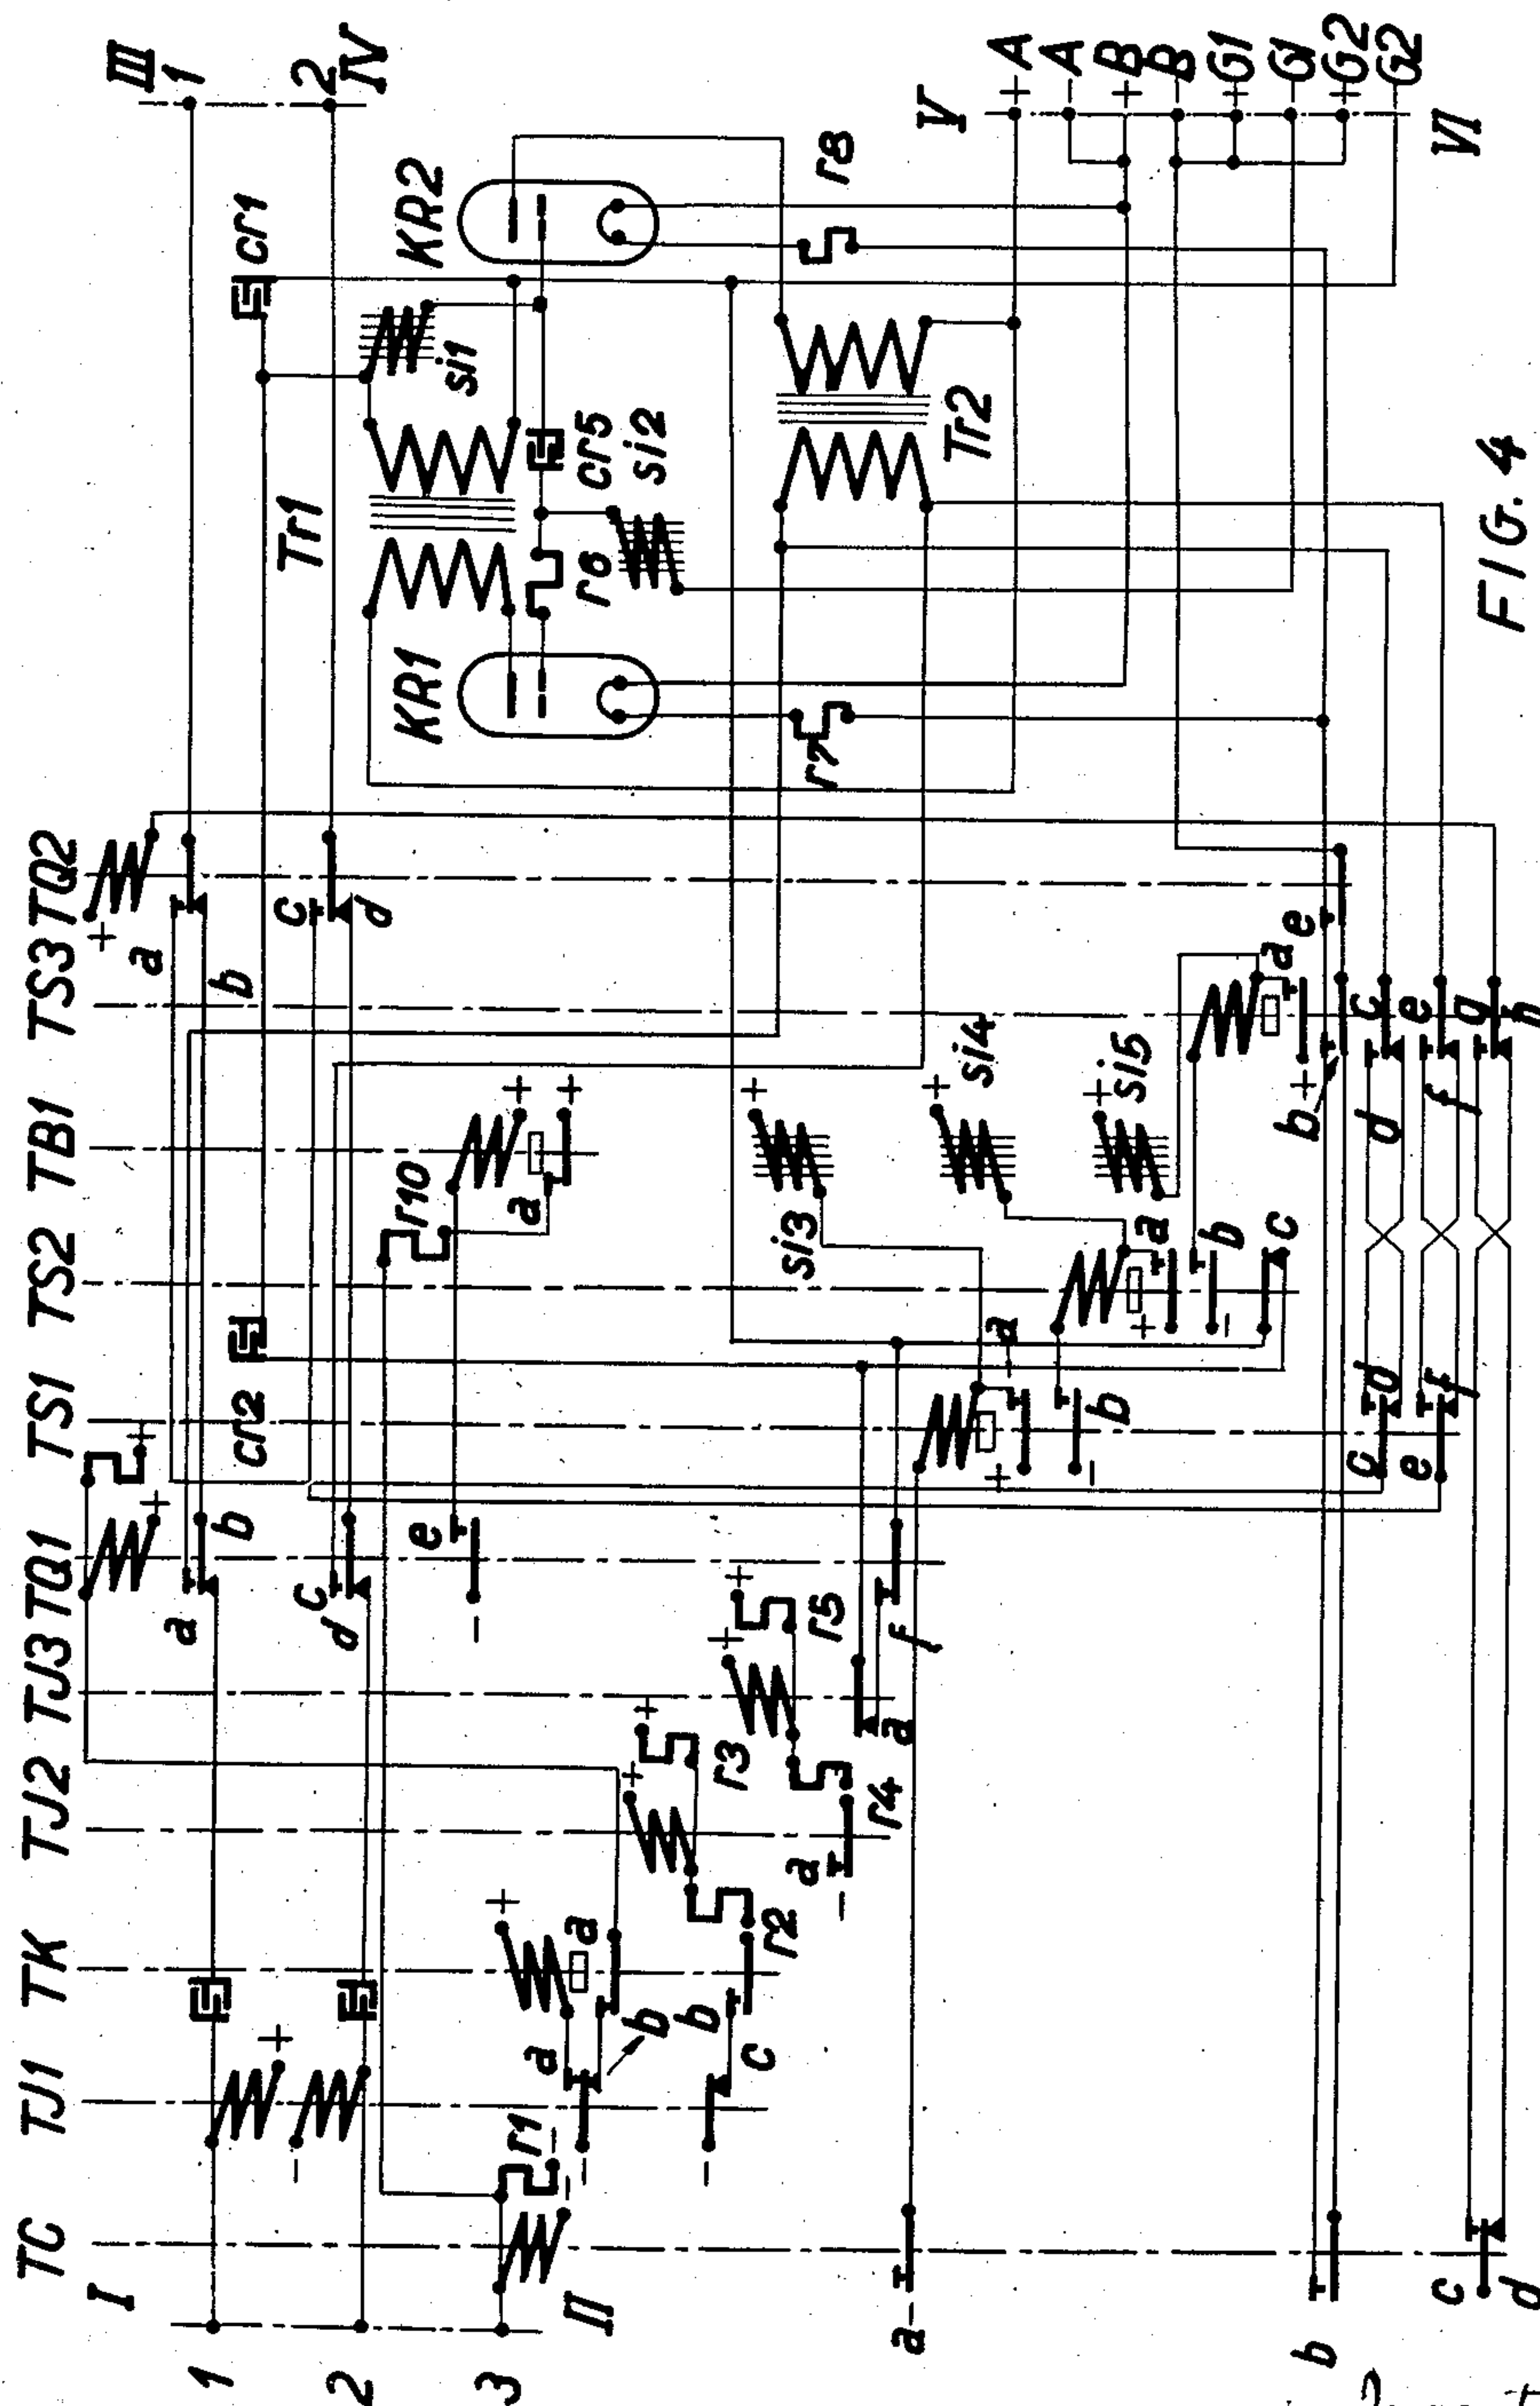 TC TJ1 TK TJ2 TJ3 TQ1 TS1 TS2 TB1 TS3 TQ2
I
III
1
1
2
2
IV
3
II
+
a
b
+
+
a
b
cr2
cr1
Tr1
si1
KR2
+
-
c
d
c
d
e
-
r10
a
+
+
KR1
r6
cr5
si2
r1
-
-
-
-
a
b
c
+
a
b
r2
+
+
r3
a
-
r4
+
+
r5
a
f
si3
+
si4
+
si5
+
r7
r8
Tr2
a-
a
+
b
-
a
+
b
-
c
a
+
b
e
V
+A
-A
+B
-B
+G1
-G1
+G2
-G2
VI
b
c
d
c
d
e
f
d
c
f
e
g
h
FIG. 4